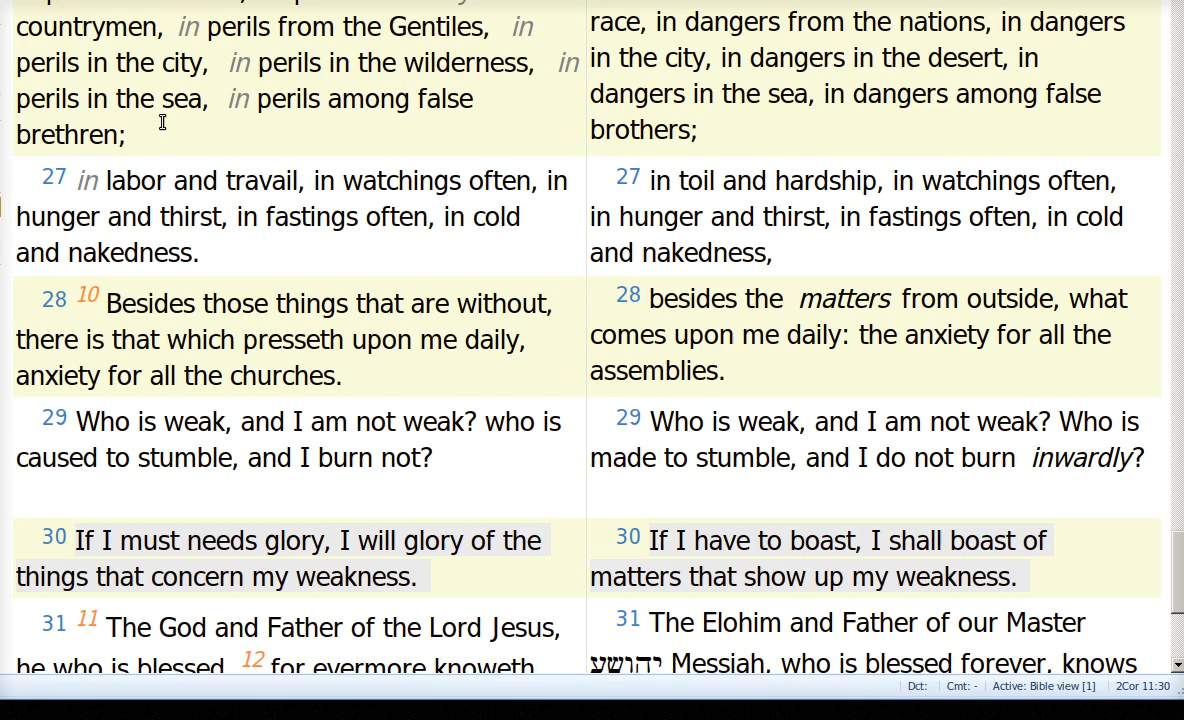 countrymen, in perils from the Gentiles, in
perils in the city, in perils in the wilderness, in
perils in the sea, in perils among false
brethren;
27 in labor and travail, in watchings often, in
hunger and thirst, in fastings often, in cold
and nakedness.
28 10 Besides those things that are without,
there is that which presseth upon me daily,
anxiety for all the churches.
29 Who is weak, and I am not weak? who is
caused to stumble, and I burn not?
30 If I must needs glory, I will glory of the
things that concern my weakness.
31 11 The God and Father of the Lord Jesus,
he who is blessed 12 for evermore knoweth
race, in dangers from the nations, in dangers
in the city, in dangers in the desert, in
dangers in the sea, in dangers among false
brothers;
27 in toil and hardship, in watchings often,
in hunger and thirst, in fastings often, in cold
and nakedness,
28 besides the matters from outside, what
comes upon me daily: the anxiety for all the
assemblies.
29 Who is weak, and I am not weak? Who is
made to stumble, and I do not burn inwardly?
30 If I have to boast, I shall boast of
matters that show up my weakness.
31 The Elohim and Father of our Master
יהושע Messiah, who is blessed forever, knows
Dct: Cmt: - Active: Bible view [1] 2Cor 11:30